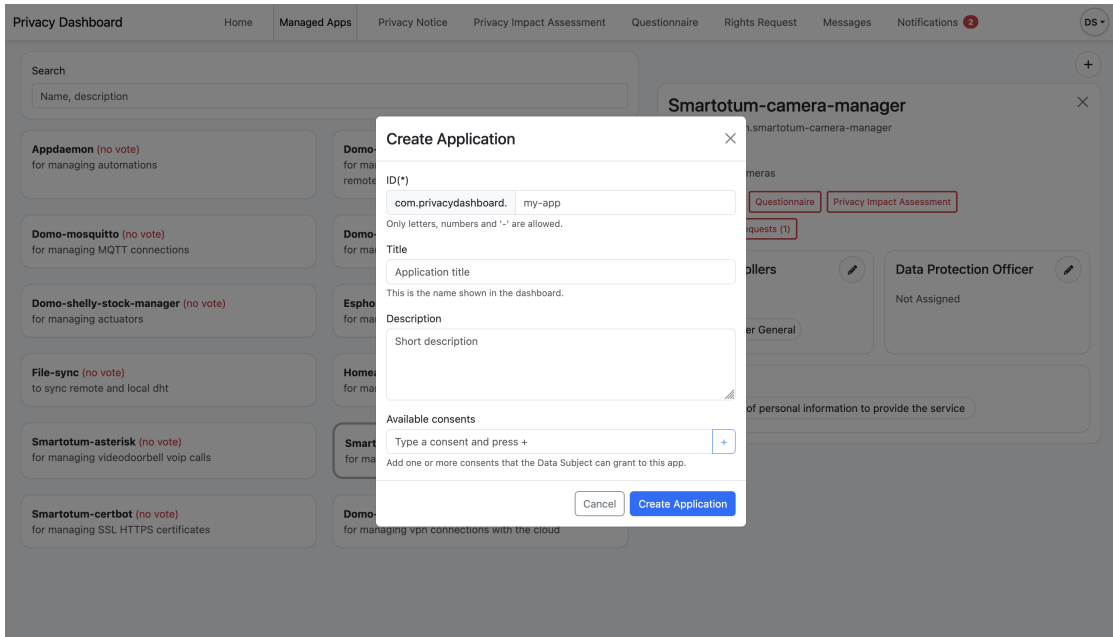 Privacy Dashboard
Home
Managed Apps
Privacy Notice
Privacy Impact Assessment
Questionnaire
Rights Request
Messages
Notifications 2
DS
+
Search
Name, description
Appdaemon (no vote)
for managing automations
Domo-mosquitto (no vote)
for managing MQTT connections
Domo-shelly-stock-manager (no vote)
for managing actuators
File-sync (no vote)
to sync remote and local dht
Smartotum-asterisk (no vote)
for managing videodoorbell voip calls
Smartotum-certbot (no vote)
for managing SSL HTTPS certificates
Domo-
for ma
remote
Domo-
for ma
Espho
for ma
Homea
for ma
Smart
for ma
Domo-
for managing vpn connections with the cloud
Create Application
ID(*)
com.privacydashboard. my-app
Only letters, numbers and '-' are allowed.
Title
Application title
This is the name shown in the dashboard.
Description
Short description
Available consents
Type a consent and press +
+
Add one or more consents that the Data Subject can grant to this app.
Cancel
Create Application
Smartotum-camera-manager
.smartotum-camera-manager
meras
Questionnaire
Privacy Impact Assessment
equests (1)
ollers
er General
Data Protection Officer
Not Assigned
of personal information to provide the service